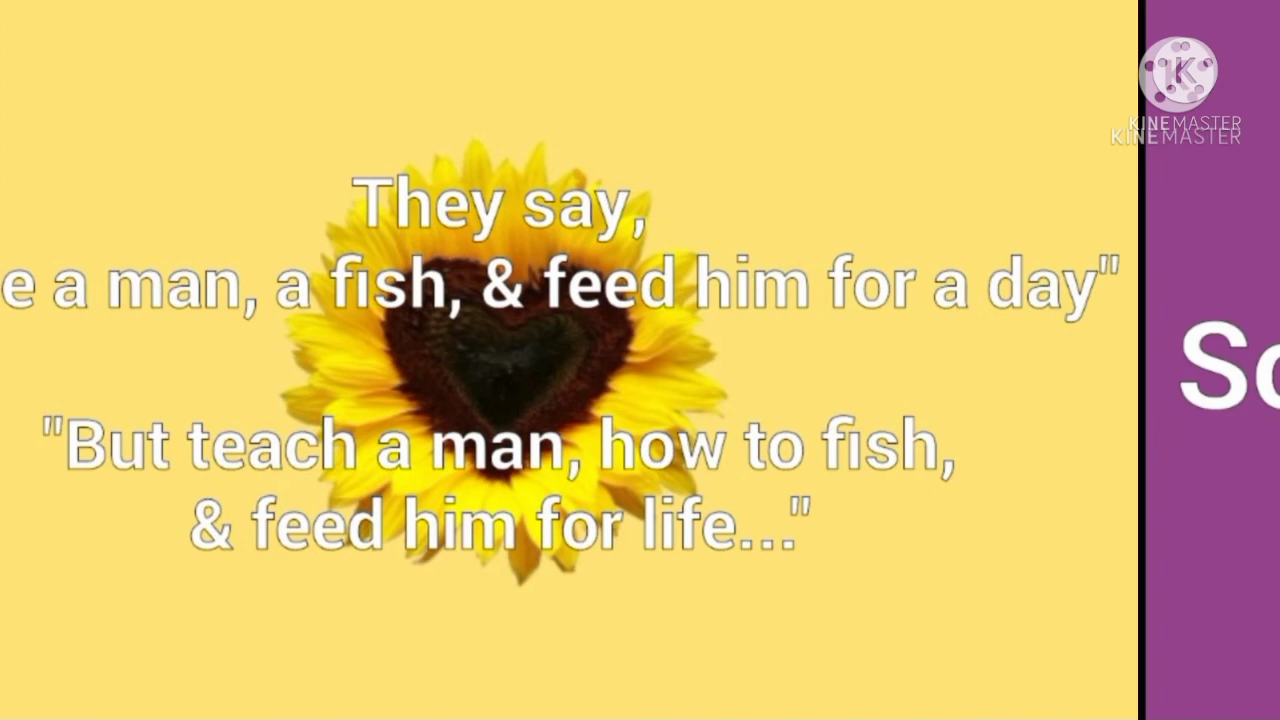 They say,
e a man, a fish, & feed him for a day"
"But teach a man, how to fish,
& feed him for life..."
So
KINEMASTER
KINEMASTER